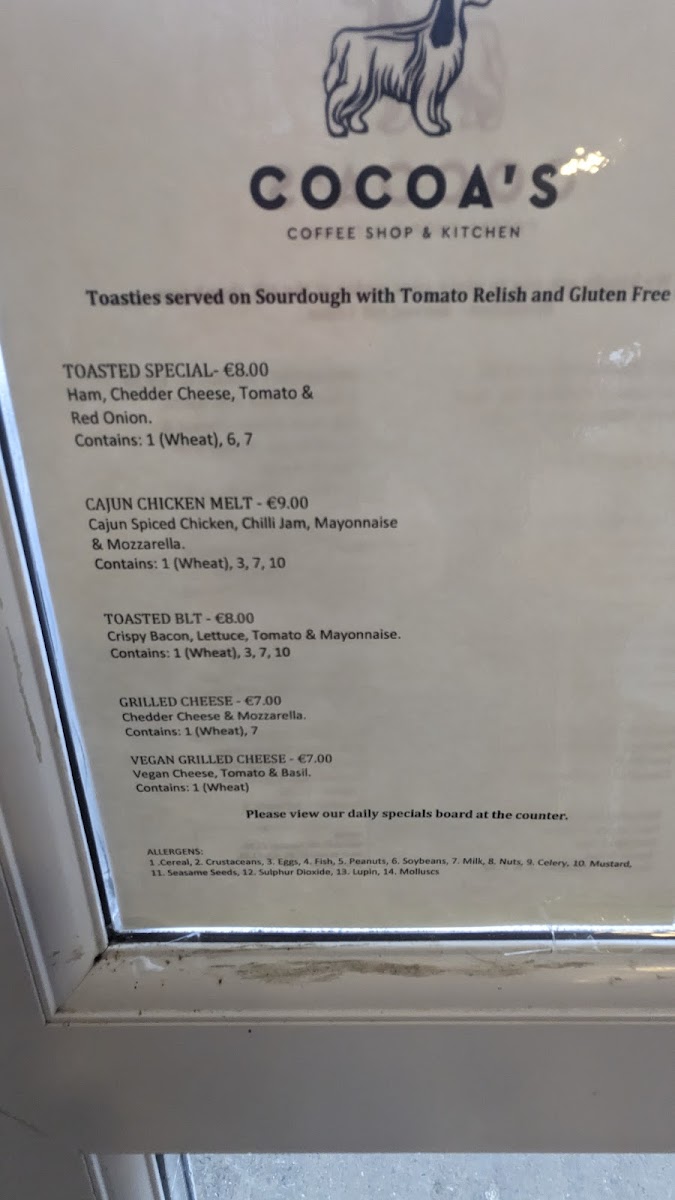 COCOA'S
COFFEE SHOP & KITCHEN
Toasties served on Sourdough with Tomato Relish and Gluten Free
TOASTED SPECIAL- €8.00
Ham, Chedder Cheese, Tomato &
Red Onion.
Contains: 1 (Wheat), 6, 7
CAJUN CHICKEN MELT - €9.00
Cajun Spiced Chicken, Chilli Jam, Mayonnaise
& Mozzarella.
Contains: 1 (Wheat), 3, 7, 10
TOASTED BLT - €8.00
Crispy Bacon, Lettuce, Tomato & Mayonnaise.
Contains: 1 (Wheat), 3, 7, 10
GRILLED CHEESE - €7.00
Chedder Cheese & Mozzarella.
Contains: 1 (Wheat), 7
VEGAN GRILLED CHEESE - €7.00
Vegan Cheese, Tomato & Basil.
Contains: 1 (Wheat)
Please view our daily specials board at the counter.
ALLERGENS:
1 .Cereal, 2. Crustaceans, 3. Eggs, 4. Fish, 5. Peanuts, 6. Soybeans, 7. Milk, 8. Nuts, 9. Celery, 10. Mustard,
11. Seasame Seeds, 12. Sulphur Dioxide, 13. Lupin, 14. Molluscs